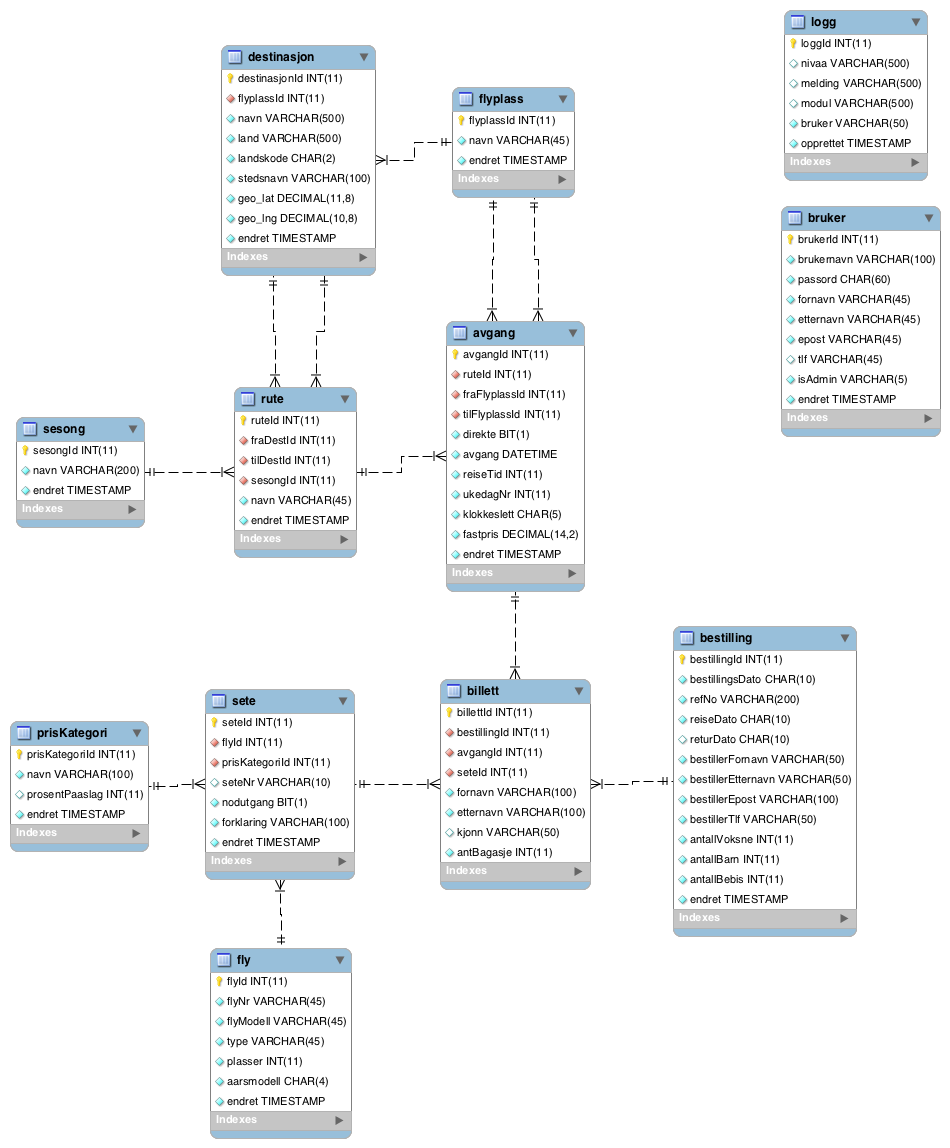 destinasjon
destinasjonId INT(11)
flyplassId INT(11)
navn VARCHAR(500)
land VARCHAR(500)
landskode CHAR(2)
stedsnavn VARCHAR(100)
geo_lat DECIMAL(11,8)
geo_lng DECIMAL(10,8)
endret TIMESTAMP
Indexes
flyplass
flyplassId INT(11)
navn VARCHAR(45)
endret TIMESTAMP
Indexes
logg
loggId INT(11)
nivaa VARCHAR(500)
melding VARCHAR(500)
modul VARCHAR(500)
bruker VARCHAR(50)
opprettet TIMESTAMP
Indexes
bruker
brukerId INT(11)
brukernavn VARCHAR(100)
passord CHAR(60)
fornavn VARCHAR(45)
etternavn VARCHAR(45)
epost VARCHAR(45)
tlf VARCHAR(45)
isAdmin VARCHAR(5)
endret TIMESTAMP
Indexes
sesong
sesongId INT(11)
navn VARCHAR(200)
endret TIMESTAMP
Indexes
rute
ruteId INT(11)
fraDestId INT(11)
tilDestId INT(11)
sesongId INT(11)
navn VARCHAR(45)
endret TIMESTAMP
Indexes
avgang
avgangId INT(11)
ruteId INT(11)
fraFlyplassId INT(11)
tilFlyplassId INT(11)
direkte BIT(1)
avgang DATETIME
reiseTid INT(11)
ukedagNr INT(11)
klokkeslett CHAR(5)
fastpris DECIMAL(14,2)
endret TIMESTAMP
Indexes
prisKategori
prisKategoriId INT(11)
navn VARCHAR(100)
prosentPaaslag INT(11)
endret TIMESTAMP
Indexes
sete
seteId INT(11)
flyId INT(11)
prisKategoriId INT(11)
seteNr VARCHAR(10)
nodutgang BIT(1)
forklaring VARCHAR(100)
endret TIMESTAMP
Indexes
billett
billettId INT(11)
bestillingId INT(11)
avgangId INT(11)
seteId INT(11)
fornavn VARCHAR(100)
etternavn VARCHAR(100)
kjonn VARCHAR(50)
antBagasje INT(11)
Indexes
bestilling
bestillingId INT(11)
bestillingsDato CHAR(10)
refNo VARCHAR(200)
reiseDato CHAR(10)
returDato CHAR(10)
bestillerFornavn VARCHAR(50)
bestillerEtternavn VARCHAR(50)
bestillerEpost VARCHAR(100)
bestillerTlf VARCHAR(50)
antallVoksne INT(11)
antallBarn INT(11)
antallBebis INT(11)
endret TIMESTAMP
Indexes
fly
flyId INT(11)
flyNr VARCHAR(45)
flyModell VARCHAR(45)
type VARCHAR(45)
plasser INT(11)
aarsmodell CHAR(4)
endret TIMESTAMP
Indexes